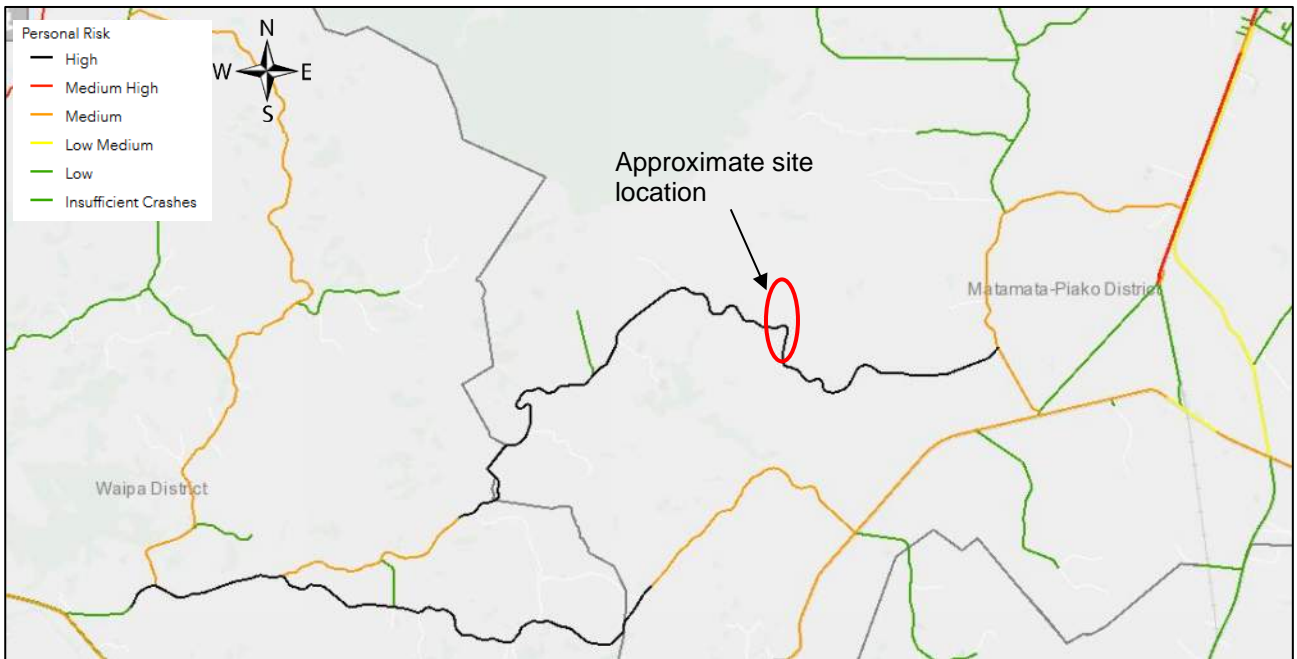 Personal Risk
High
Medium High
Medium
Low Medium
Low
Insufficient Crashes
N
W E
S
Approximate site
location
Matamata-Piako District
Waipa District